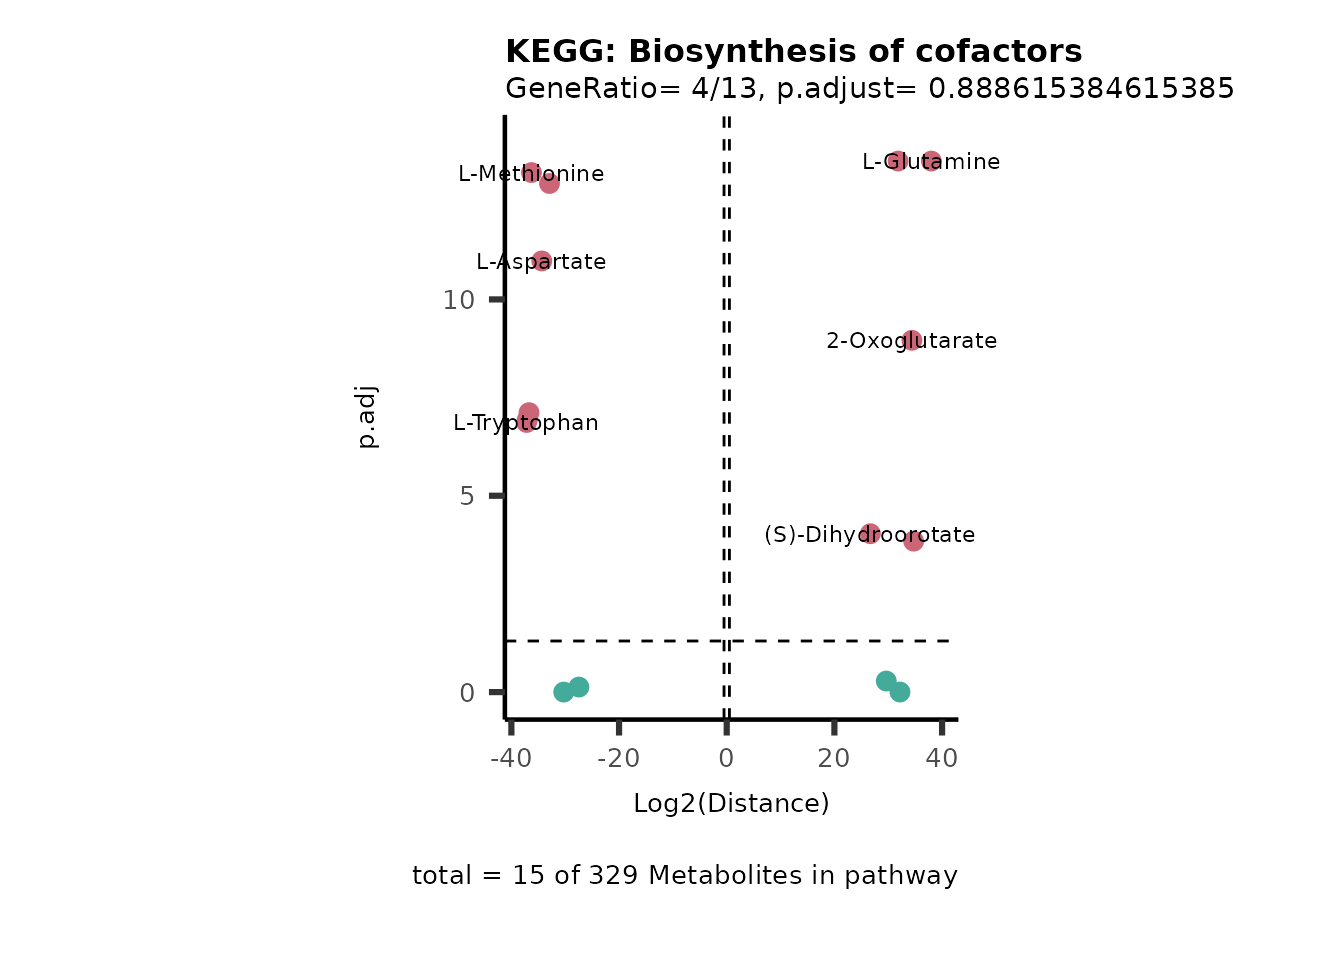 KEGG: Biosynthesis of cofactors
GeneRatio= 4/13, p.adjust= 0.888615384615385
L-Methionine
L-Glutamine
L-Aspartate
10
2-Oxoglutarate
p.adj
L-Tryptophan
5
(S)-Dihydroorotate
0
-40
-20
0
20
40
Log2(Distance)
total = 15 of 329 Metabolites in pathway